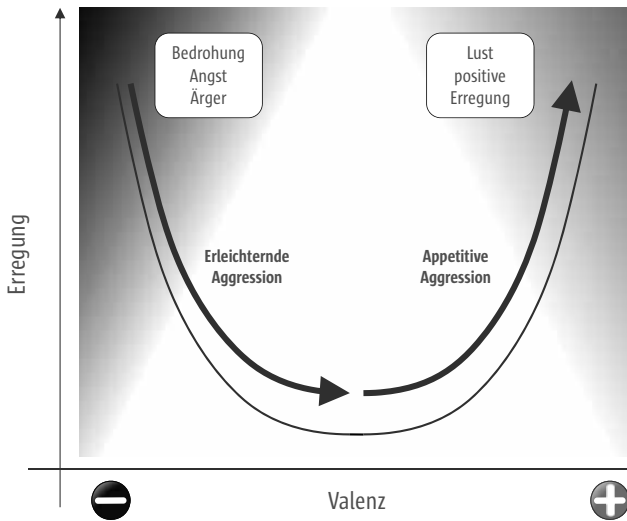 Bedrohung
Angst
Ärger
Lust
positive
Erregung
Erregung
Erleichternde
Aggression
Appetitive
Aggression
Valenz